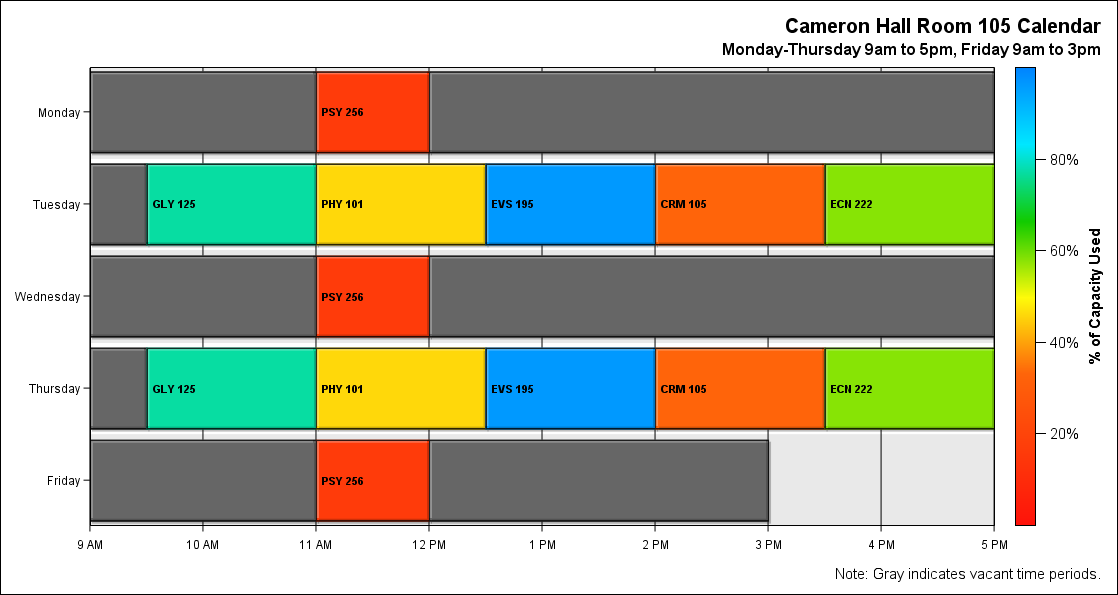 Cameron Hall Room 105 Calendar
Monday-Thursday 9am to 5pm, Friday 9am to 3pm
Monday
PSY 256
Tuesday
GLY 125
PHY 101
EVS 195
CRM 105
ECN 222
Wednesday
PSY 256
Thursday
GLY 125
PHY 101
EVS 195
CRM 105
ECN 222
Friday
PSY 256
9 AM
10 AM
11 AM
12 PM
1 PM
2 PM
3 PM
4 PM
5 PM
80%
60%
40%
20%
% of Capacity Used
Note: Gray indicates vacant time periods.